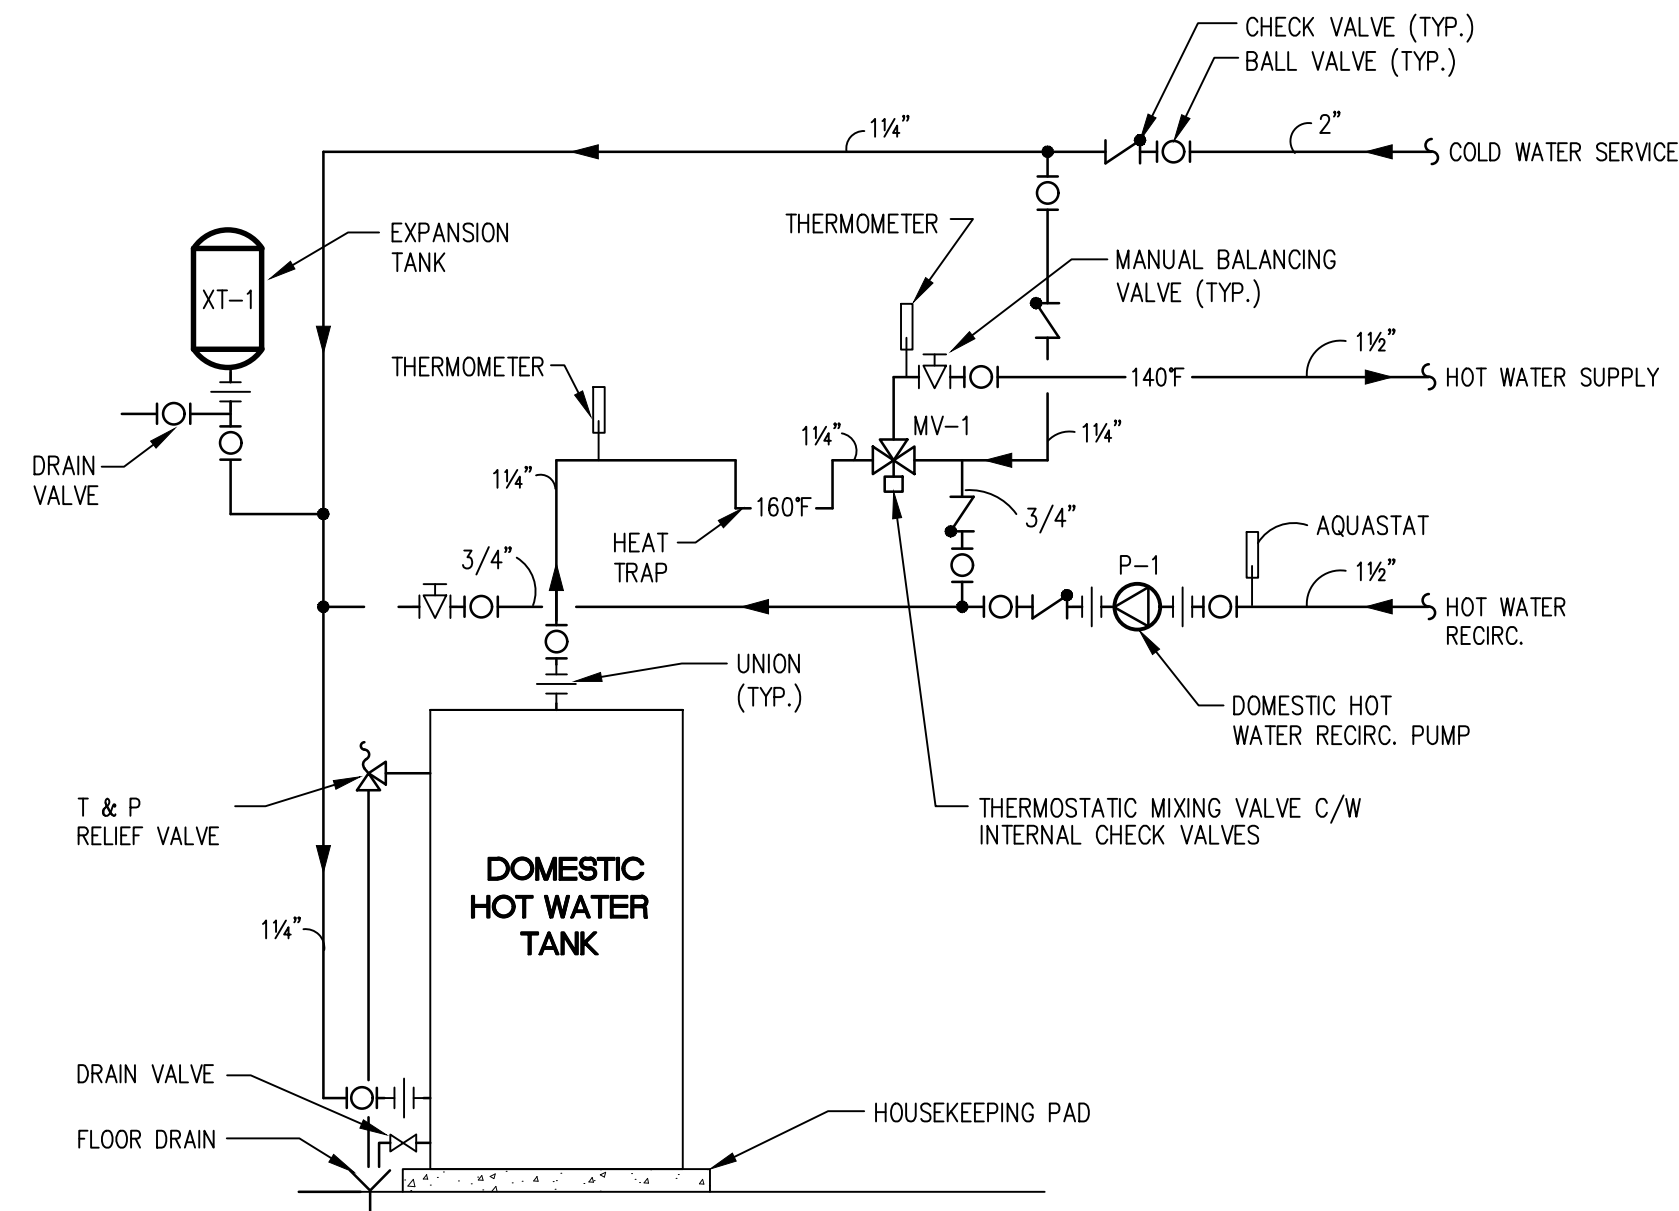 CHECK VALVE (TYP.)
BALL VALVE (TYP.)
1¼"
2"
COLD WATER SERVICE
THERMOMETER
EXPANSION
TANK
MANUAL BALANCING
VALVE (TYP.)
XT-1
1½"
THERMOMETER
140°F
HOT WATER SUPPLY
MV-1
1¼"
1¼"
DRAIN
VALVE
1¼"
160°F
3/4"
AQUASTAT
HEAT
TRAP
3/4"
P-1
1½"
HOT WATER
RECIRC.
UNION
(TYP.)
DOMESTIC HOT
WATER RECIRC. PUMP
T & P
RELIEF VALVE
THERMOSTATIC MIXING VALVE C/W
INTERNAL CHECK VALVES
DOMESTIC
HOT WATER
TANK
1¼"
DRAIN VALVE
HOUSEKEEPING PAD
FLOOR DRAIN